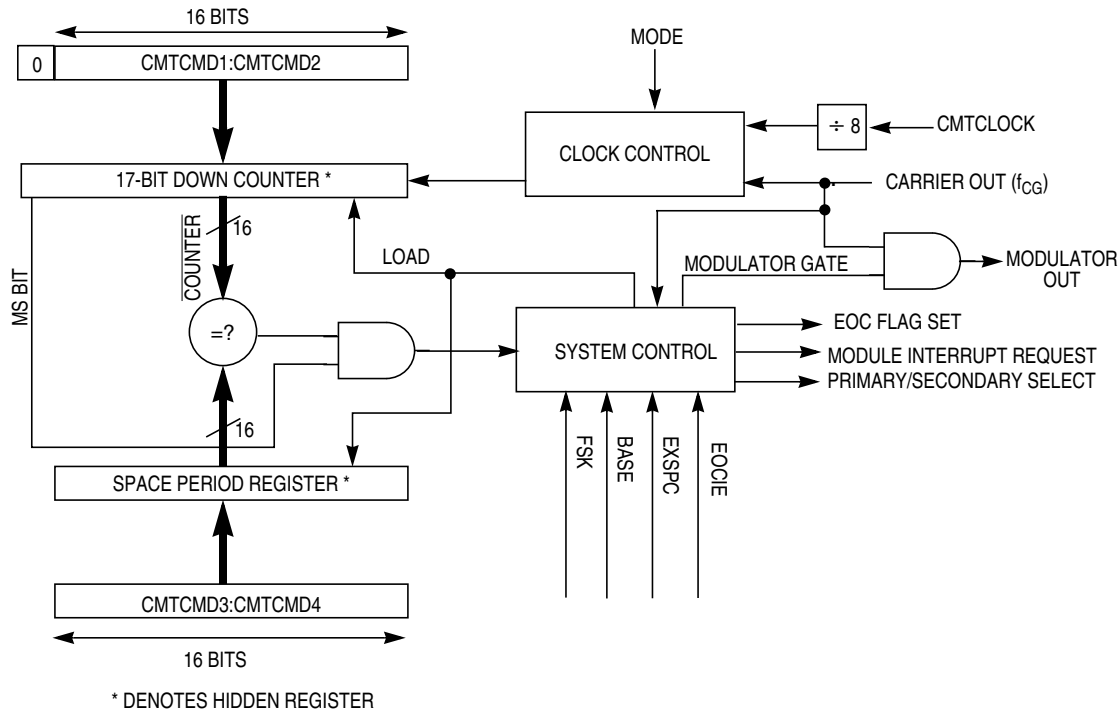 16 BITS
0
CMTCMD1:CMTCMD2
MODE
÷ 8
CMTCLOCK
CLOCK CONTROL
17-BIT DOWN COUNTER *
CARRIER OUT (fCG)
16
COUNTER
MS BIT
LOAD
MODULATOR GATE
MODULATOR
OUT
=?
EOC FLAG SET
SYSTEM CONTROL
MODULE INTERRUPT REQUEST
PRIMARY/SECONDARY SELECT
16
FSK
BASE
EXSPC
EOCIE
SPACE PERIOD REGISTER *
CMTCMD3:CMTCMD4
16 BITS
* DENOTES HIDDEN REGISTER